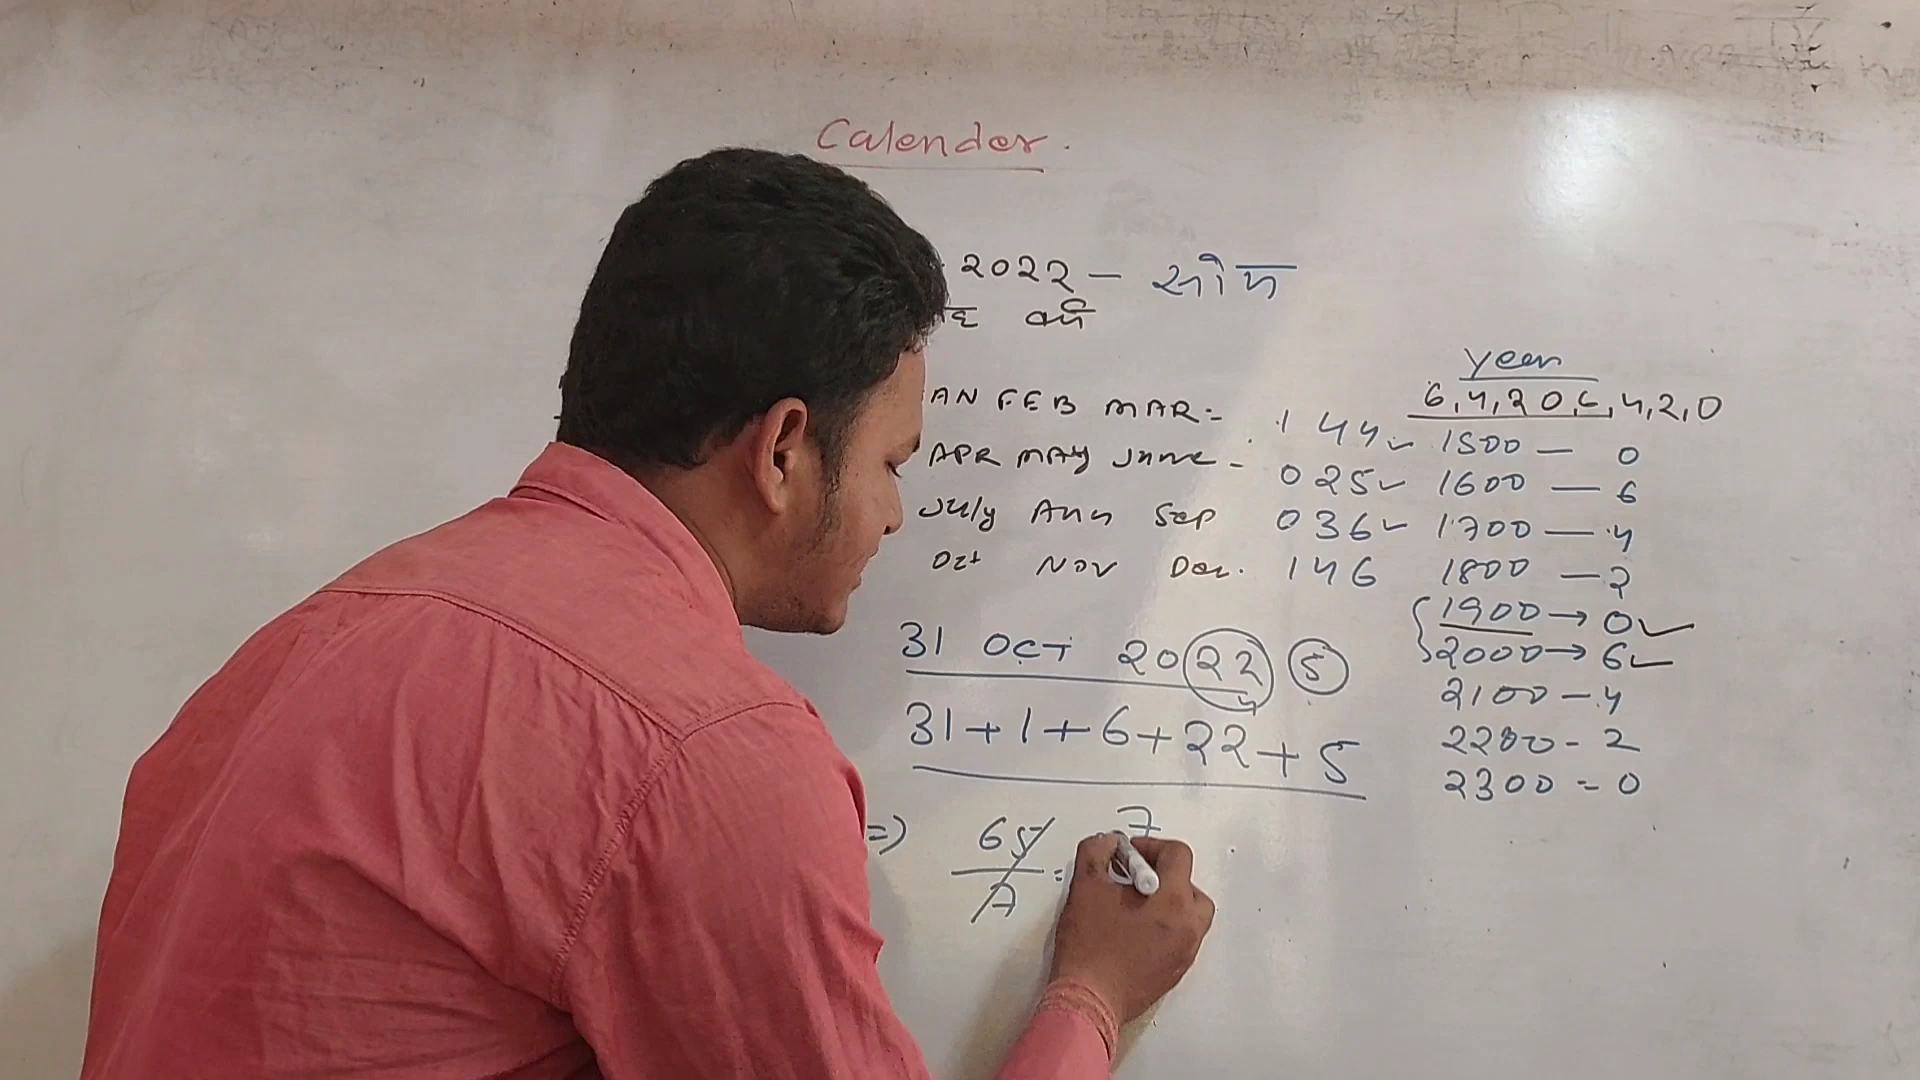 Calender.
2022 – सोम
वर्ष
AN FEB MAR = 1 4 4 ✓
APR MAY June - 0 2 5 ✓
July Aug Sep 0 3 6 ✓
Oct Nov Dec. 1 4 6
year
6,4,2,0,6,4,2,0
1500 — 0
1600 — 6
1700 — 4
1800 — 2
1900 → 0 ✓
2000 → 6 ✓
2100 – 4
2200 - 2
2300 = 0
31 OCT 2022 5
31 + 1 + 6 + 22 + 5
=> 65/7 =